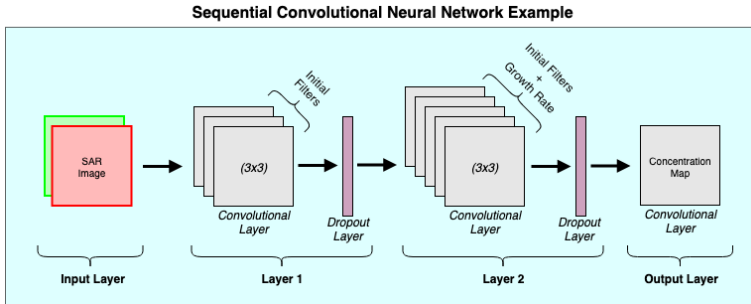 Sequential Convolutional Neural Network Example
Initial
Filters
Initial Filters
+
Growth Rate
SAR
Image
(3x3)
(3x3)
Concentration
Map
Convolutional
Layer
Dropout
Layer
Convolutional
Layer
Dropout
Layer
Convolutional
Layer
Input Layer
Layer 1
Layer 2
Output Layer